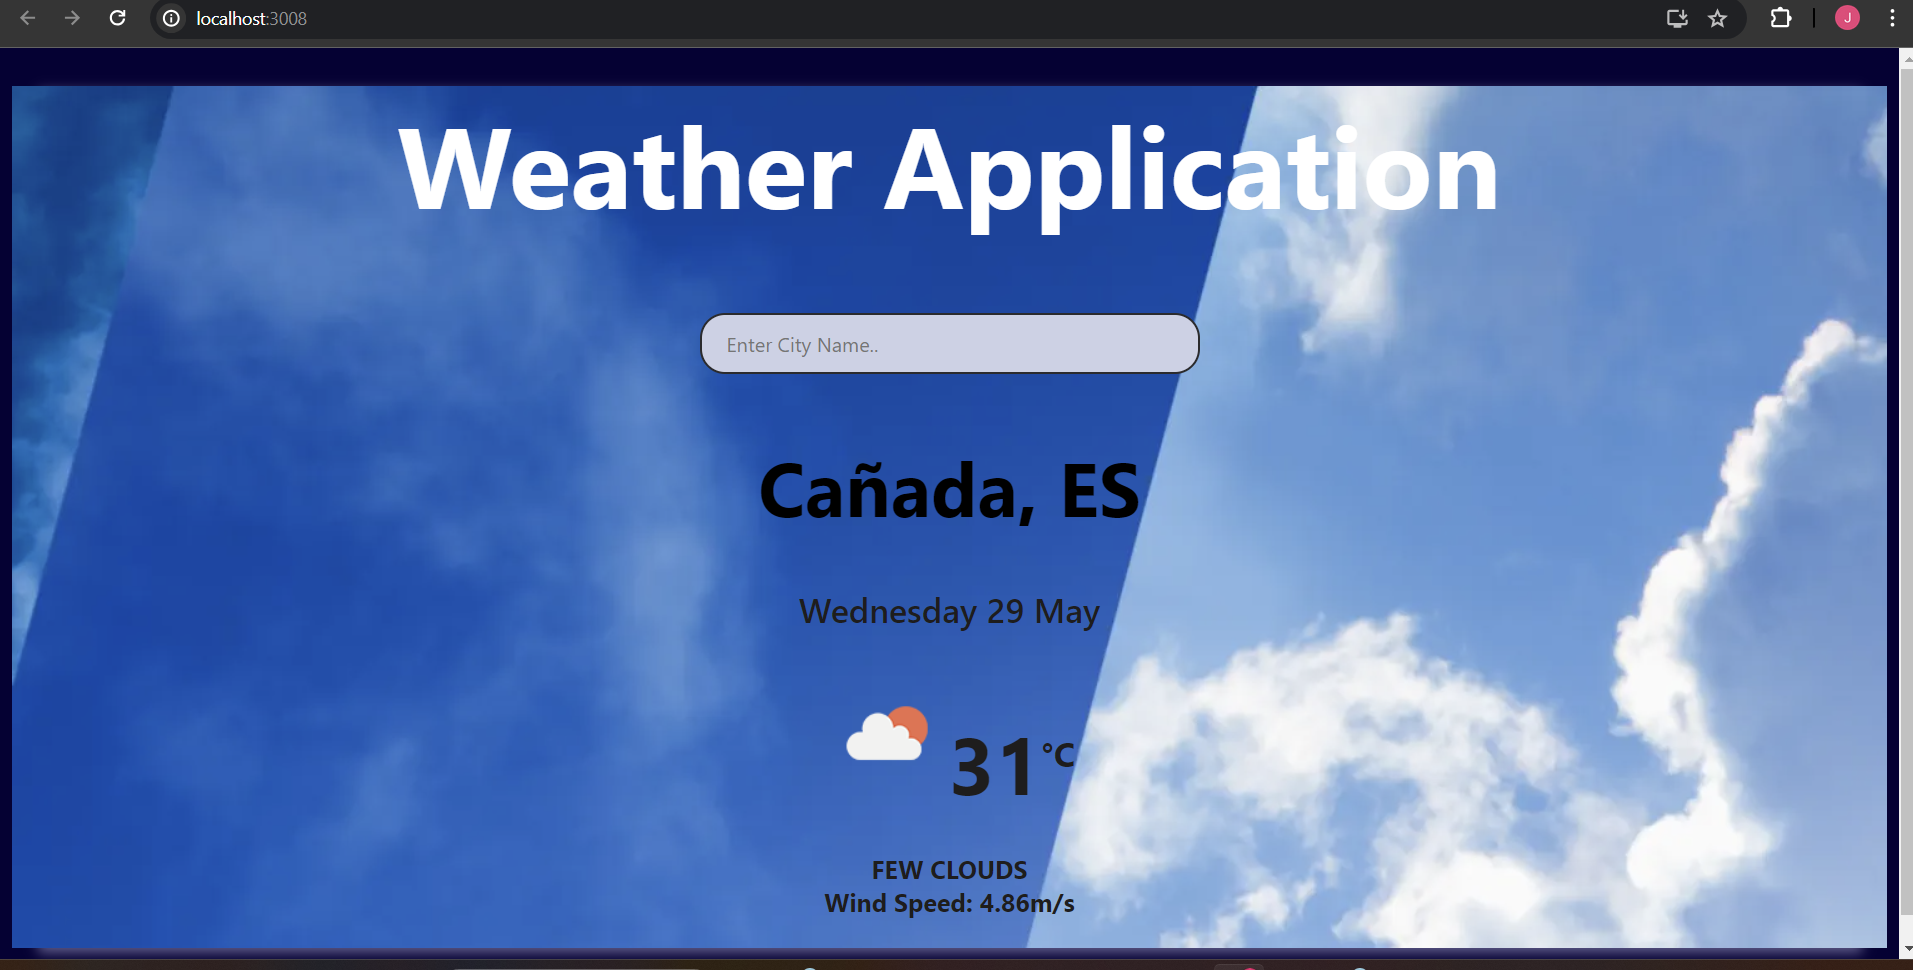 localhost:3008
J
Weather Application
Enter City Name..
Cañada, ES
Wednesday 29 May
31°C
FEW CLOUDS
Wind Speed: 4.86m/s